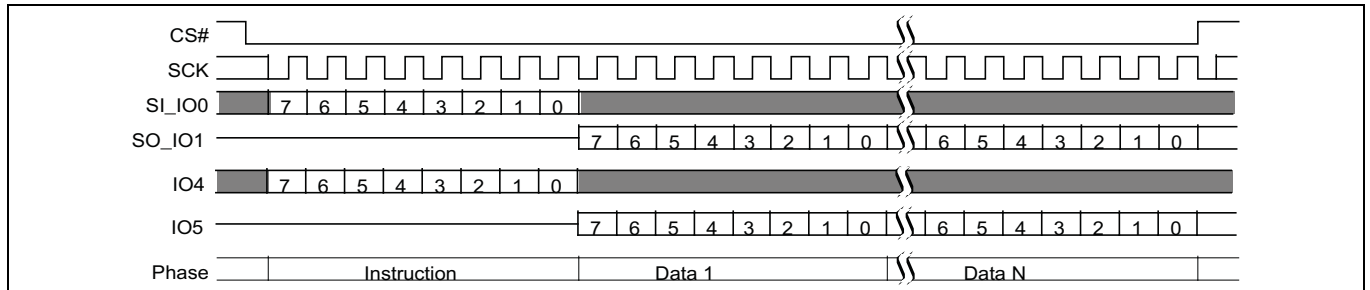 CS#
SCK
SI_IO0 7 6 5 4 3 2 1 0
SO_IO1 7 6 5 4 3 2 1 0 6 5 4 3 2 1 0
IO4 7 6 5 4 3 2 1 0
IO5 7 6 5 4 3 2 1 0 6 5 4 3 2 1 0
Phase Instruction Data 1 Data N